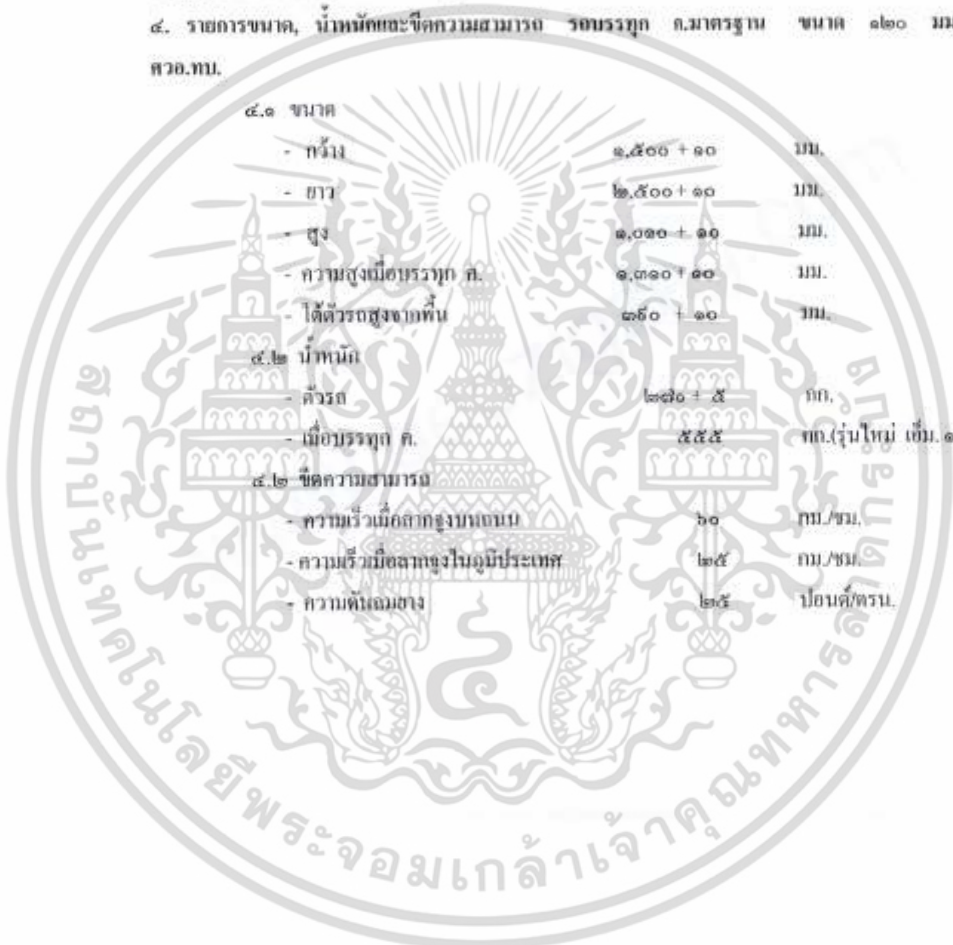 ๔. รายการขนาด, น้ำหนักและขีดความสามารถ รถบรรทุก ค.มาตรฐาน ขนาด ๑๒๐ มม
ศวอ.ทบ.
๔.๑ ขนาด
- กว้าง ๑,๕๐๐ + ๑๐ มม.
- ยาว ๒,๕๐๐ + ๑๐ มม.
- สูง ๑,๐๑๐ + ๑๐ มม.
- ความสูงเมื่อบรรทุก ค. ๑,๓๑๐ + ๑๐ มม.
- ใต้ตัวรถสูงจากพื้น ๓๖๐ + ๑๐ มม.
๔.๒ น้ำหนัก
- ตัวรถ + ๕ กก.
- เมื่อบรรทุก ค. ๕๕๕ กก.(รุ่นใหม่ เอ็ม. ๑
๔.๒ ขีดความสามารถ
- ความเร็วเมื่อลากจูงบนถนน ๖๐ กม./ชม.
- ความเร็วเมื่อลากจูงในภูมิประเทศ ๒๕ กม./ชม.
- ความดันลมยาง ๒๕ ปอนด์/ตรน.
สถาบันเทคโนโลยีพระจอมเกล้าเจ้าคุณทหารลาดกระบัง